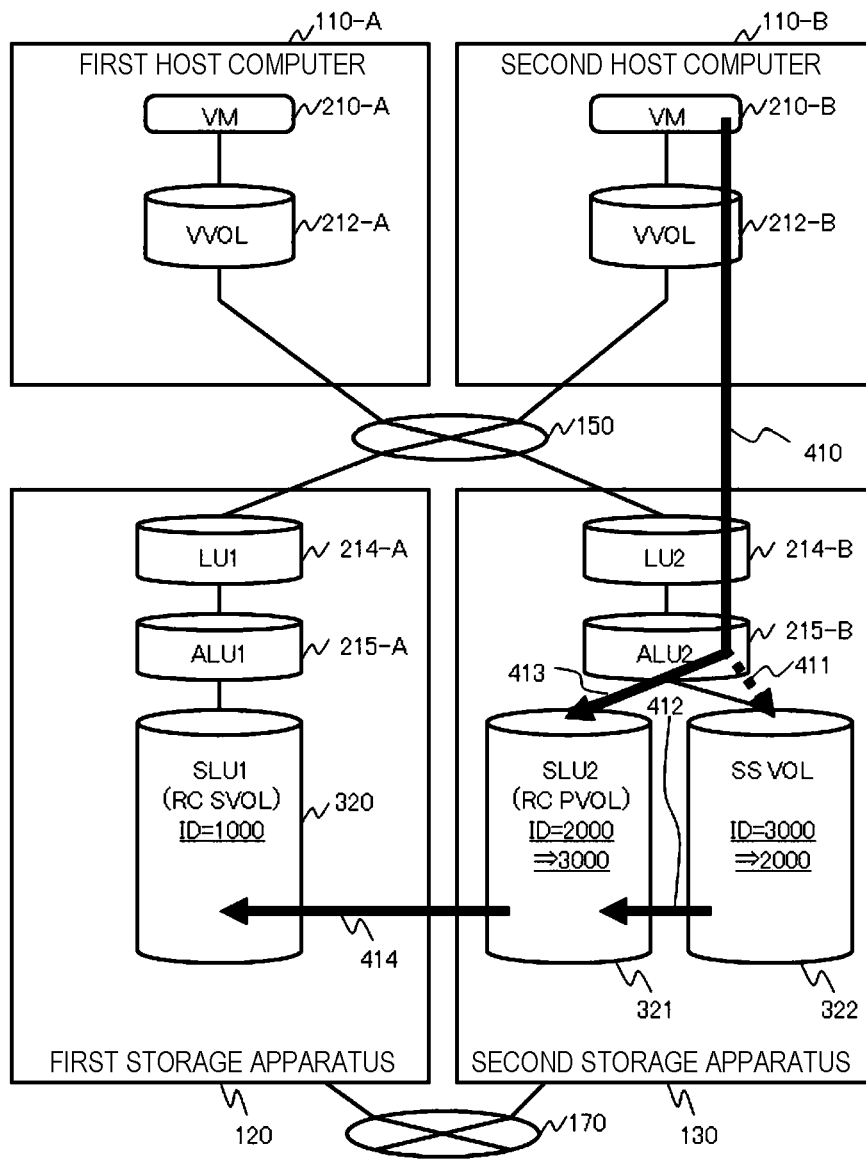 110-A
110-B
FIRST HOST COMPUTER
SECOND HOST COMPUTER
VM
210-A
VM
210-B
VVOL
212-A
VVOL
212-B
150
410
LU1
214-A
LU2
214-B
ALU1
215-A
ALU2
215-B
413
411
412
SLU1
(RC SVOL)
ID=1000
320
SLU2
(RC PVOL)
ID=2000
⇒3000
SS VOL
ID=3000
⇒2000
414
321
322
FIRST STORAGE APPARATUS
SECOND STORAGE APPARATUS
120
170
130